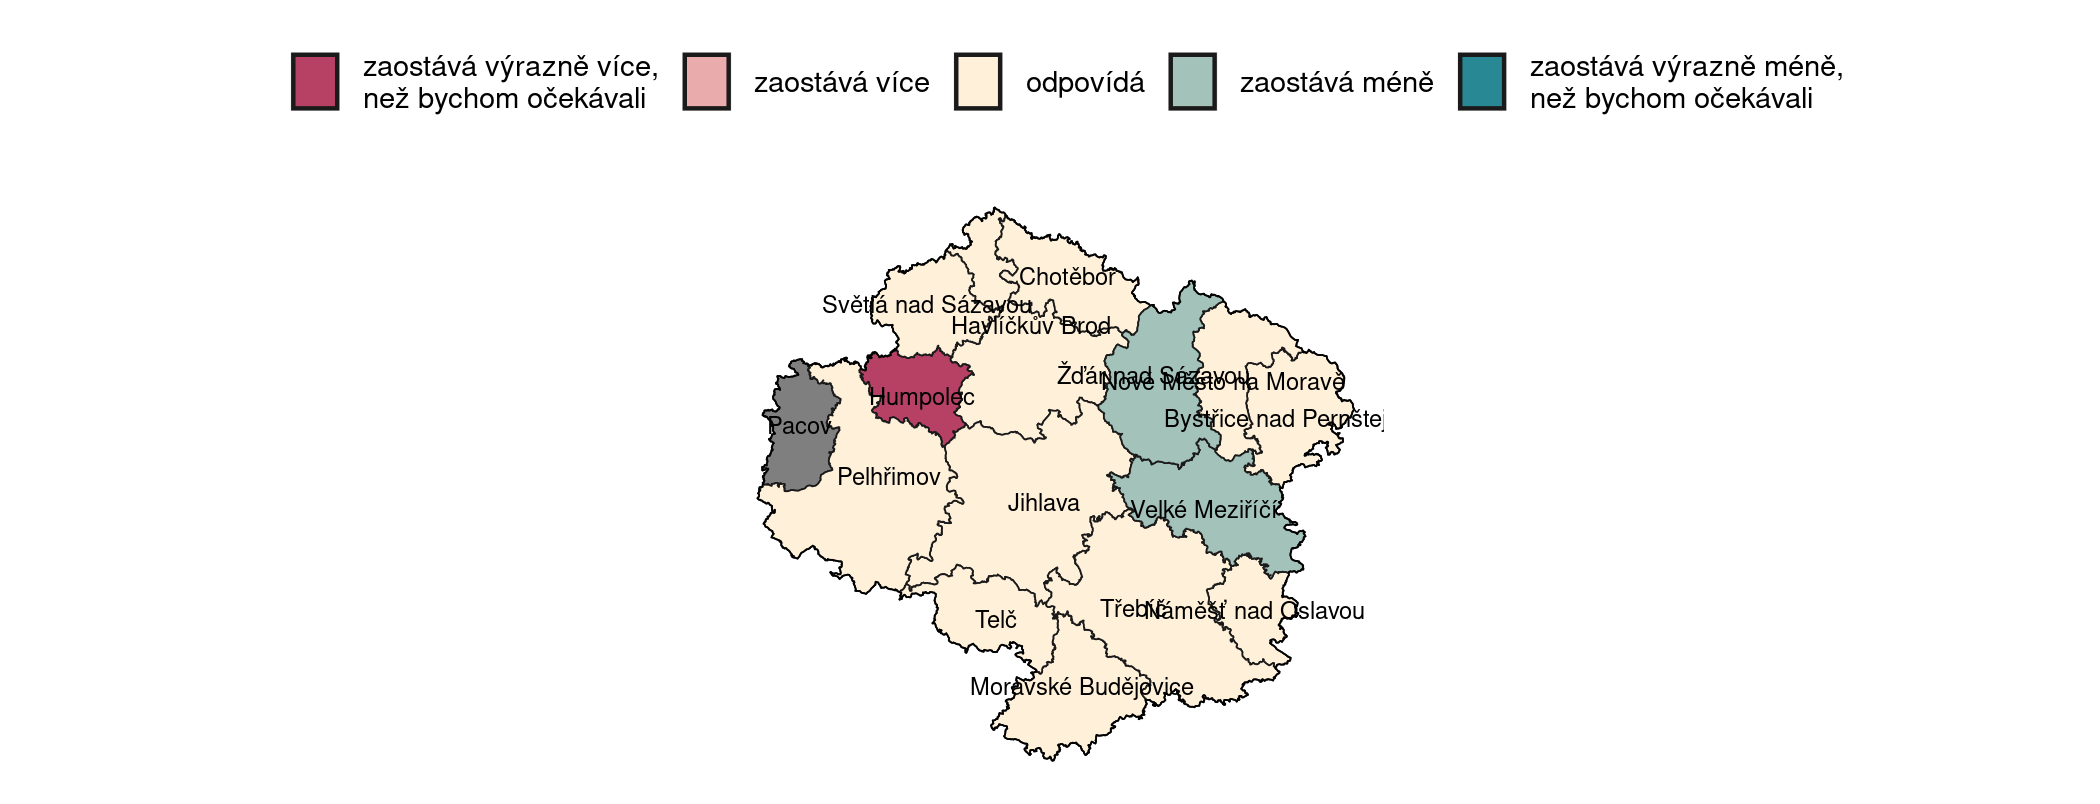 zaostává výrazně více,
než bychom očekávali
zaostává více
odpovídá
zaostává méně
zaostává výrazně méně,
než bychom očekávali
Chotěboř
Světlá nad Sázavou
Havlíčkův Brod
Žďár nad Sázavou
Nové Město na Moravě
Humpolec
Bystřice nad Pernštej
Pacov
Pelhřimov
Jihlava
Velké Meziříčí
Třebíč
Náměšť nad Oslavou
Telč
Moravské Budějovice